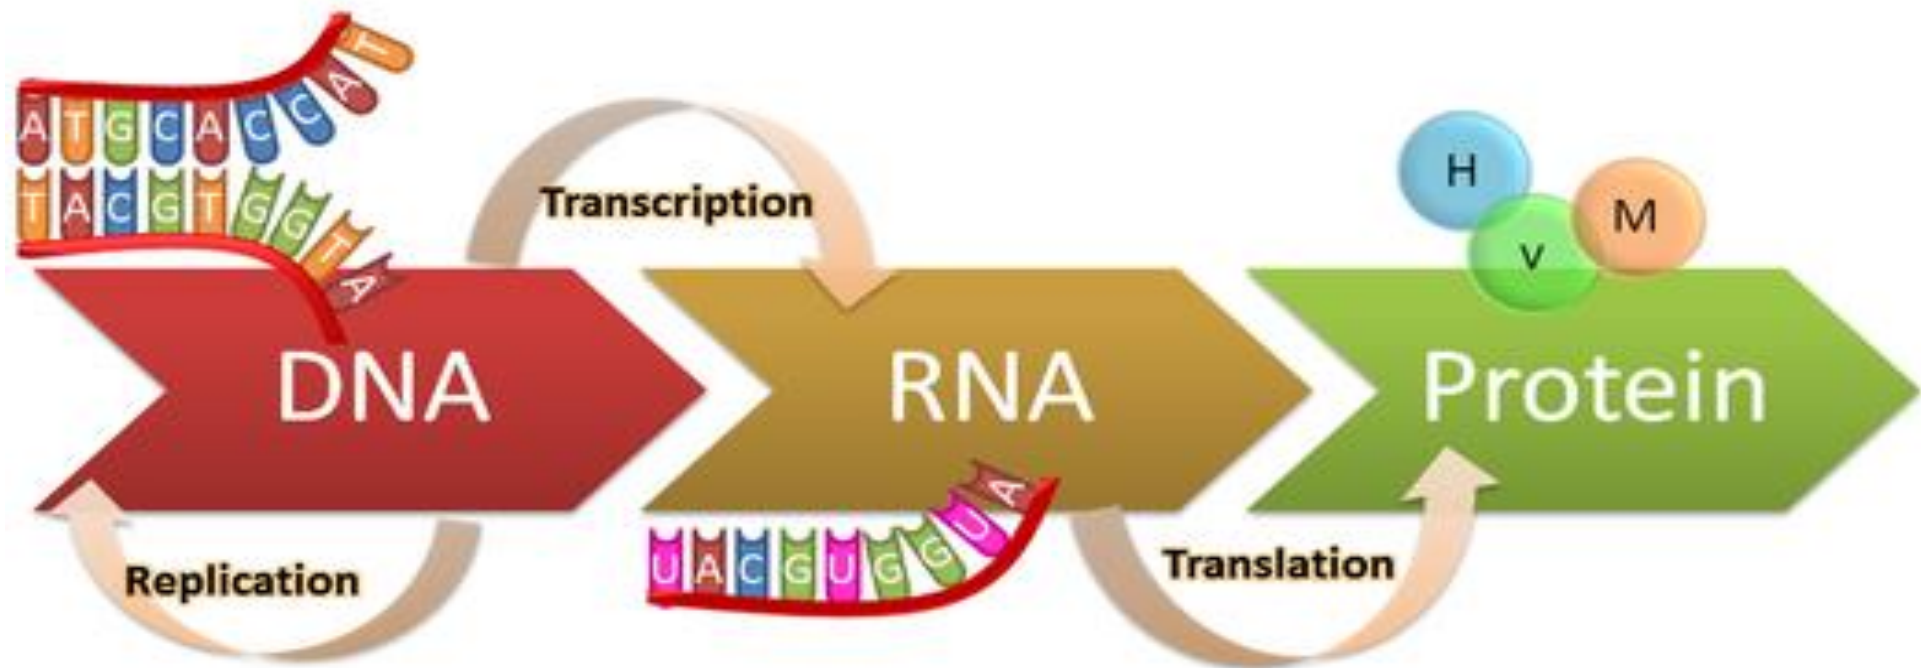 ATGCACCAT
TACGTGGTA
Transcription
H
V
M
DNA
RNA
Protein
UACGUGGUA
Replication
Translation